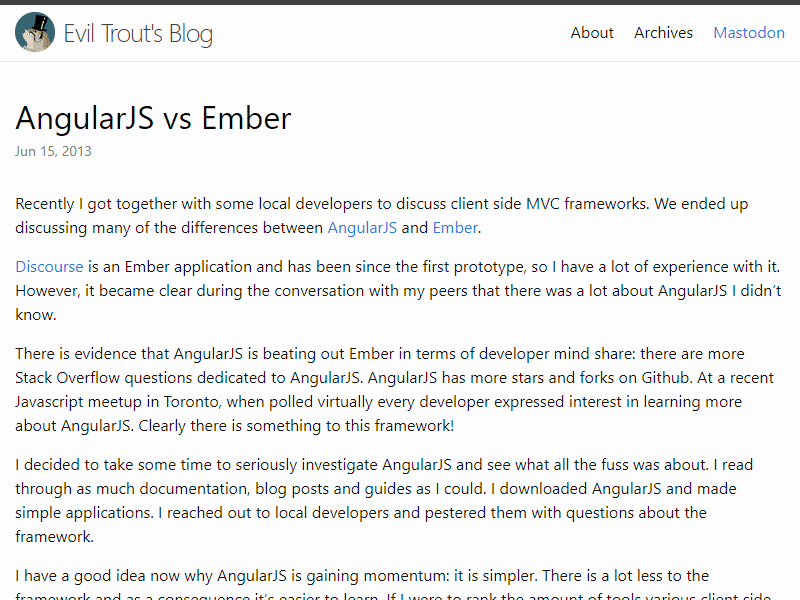 Evil Trout's Blog
About Archives Mastodon
AngularJS vs Ember
Jun 15, 2013
Recently I got together with some local developers to discuss client side MVC frameworks. We ended up
discussing many of the differences between AngularJS and Ember.
Discourse is an Ember application and has been since the first prototype, so I have a lot of experience with it.
However, it became clear during the conversation with my peers that there was a lot about AngularJS I didn’t
know.
There is evidence that AngularJS is beating out Ember in terms of developer mind share: there are more
Stack Overflow questions dedicated to AngularJS. AngularJS has more stars and forks on Github. At a recent
Javascript meetup in Toronto, when polled virtually every developer expressed interest in learning more
about AngularJS. Clearly there is something to this framework!
I decided to take some time to seriously investigate AngularJS and see what all the fuss was about. I read
through as much documentation, blog posts and guides as I could. I downloaded AngularJS and made
simple applications. I reached out to local developers and pestered them with questions about the
framework.
I have a good idea now why AngularJS is gaining momentum: it is simpler. There is a lot less to the
framework and as a consequence it’s easier to learn. If I were to rank the amount of tools various client side